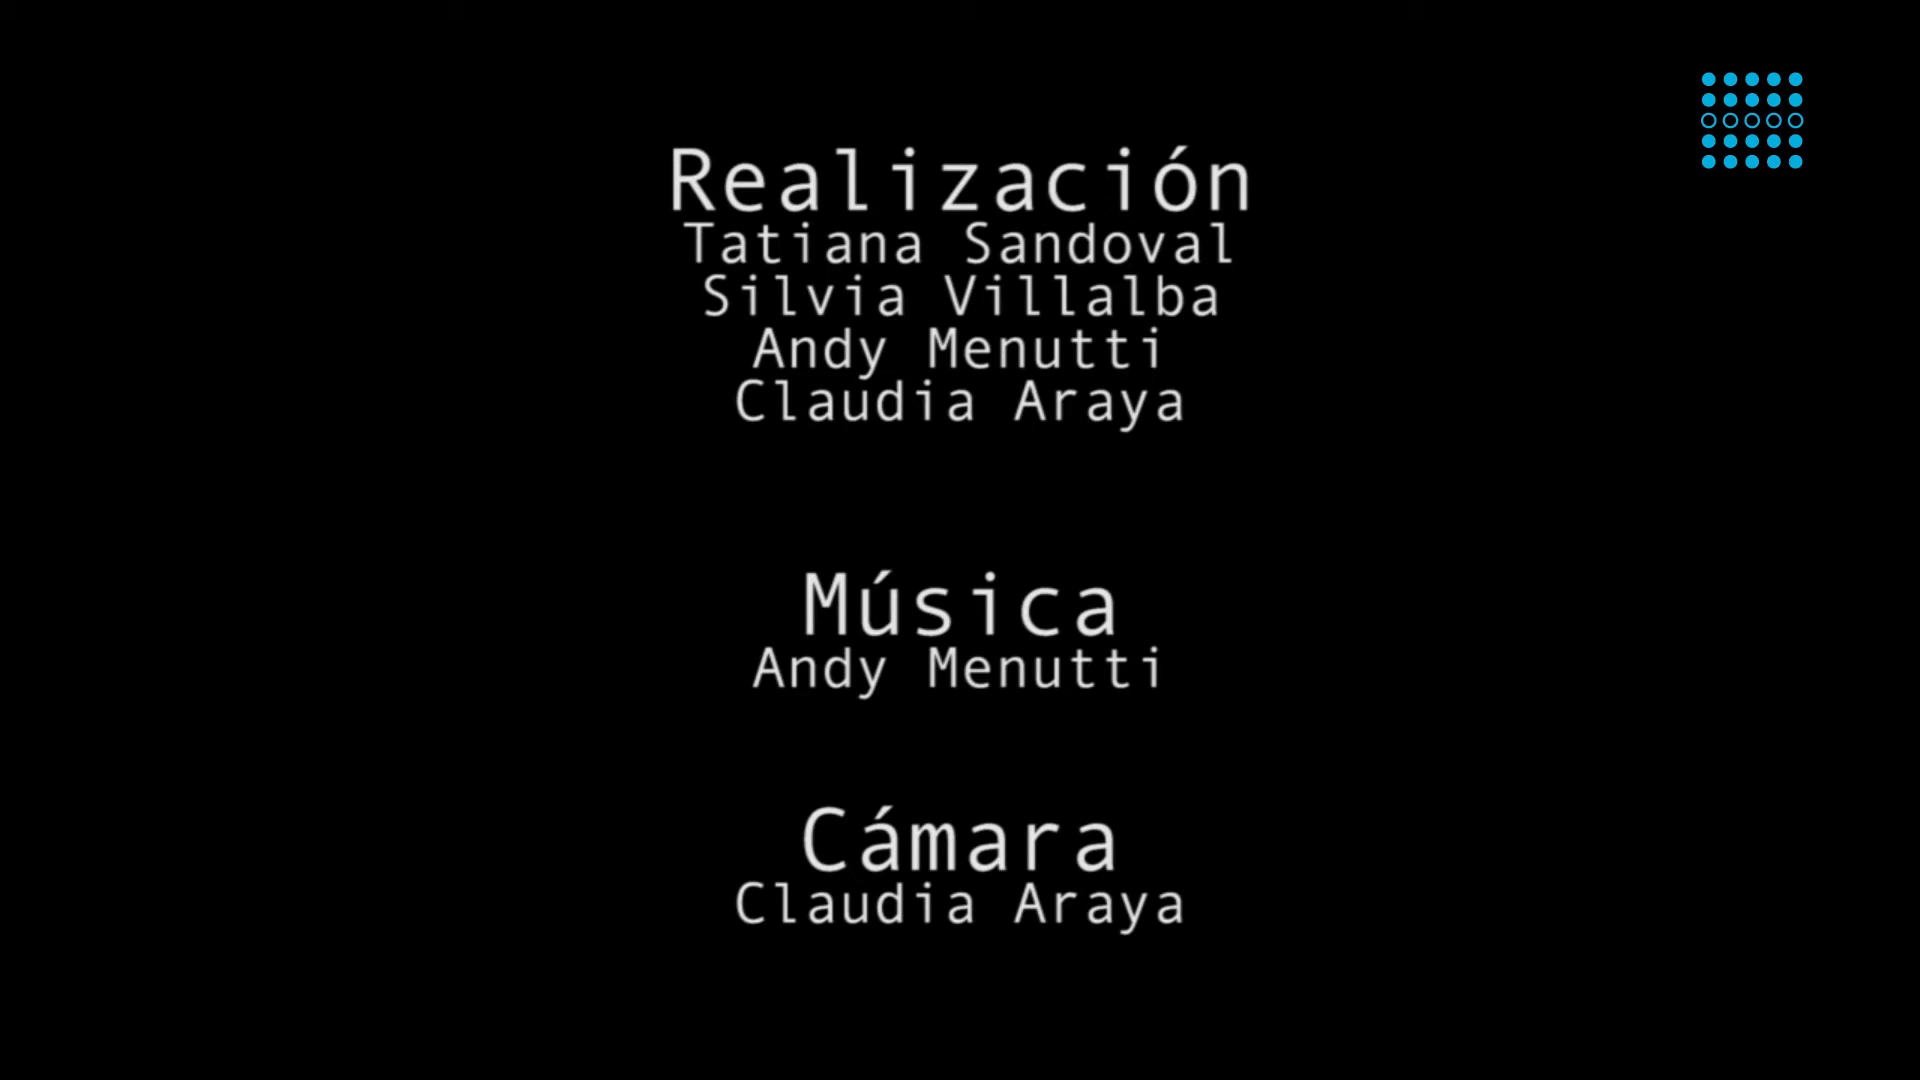 Realización
Tatiana Sandoval
Silvia Villalba
Andy Menutti
Claudia Araya
Música
Andy Menutti
Cámara
Claudia Araya